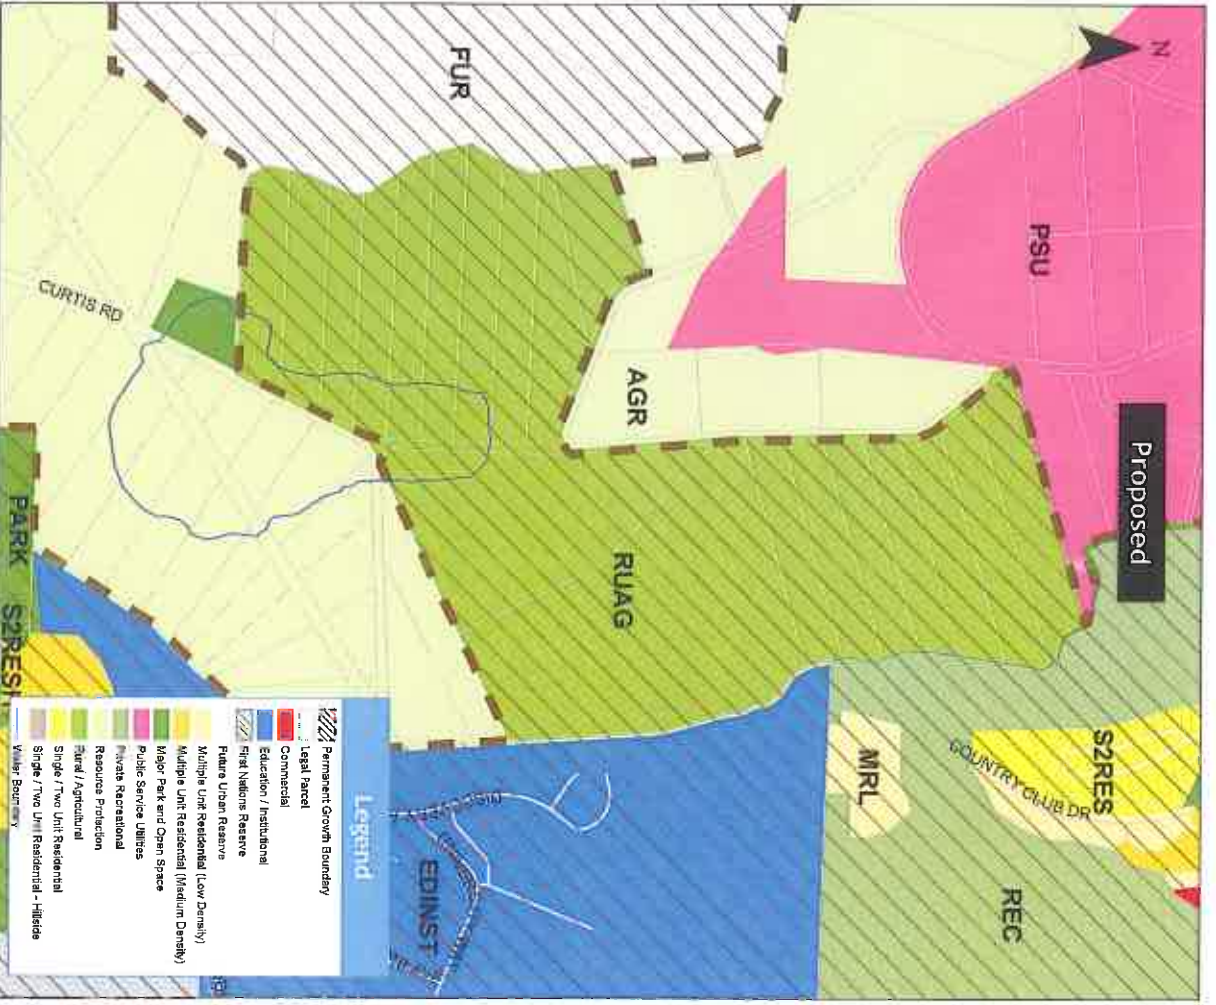 Proposed
N
PSU
S2RES
COUNTRY CLUB DR
REC
MRL
AGR
RUAG
FUR
EDINST
CURTIS RD
PARK
Legend
Permanent Growth Boundary
Legal Parcel
Commercial
Education / Institutional
First Nations Reserve
Future Urban Reserve
Multiple Unit Residential (Low Density)
Multiple Unit Residential (Medium Density)
Major Park and Open Space
Public Service Utilities
Private Recreational
Resource Protection
Rural / Agricultural
Single / Two Unit Residential
Single / Two Unit Residential - Hillside
Water Boundary